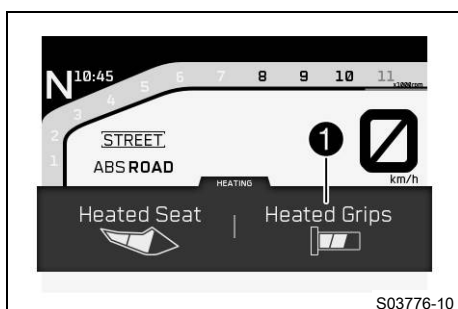 N 10:45
1 2 3 4 5 6 7 8 9 10 11
x1000rpm
STREET
ABS ROAD
0
km/h
HEATING
1
Heated Seat | Heated Grips
S03776-10